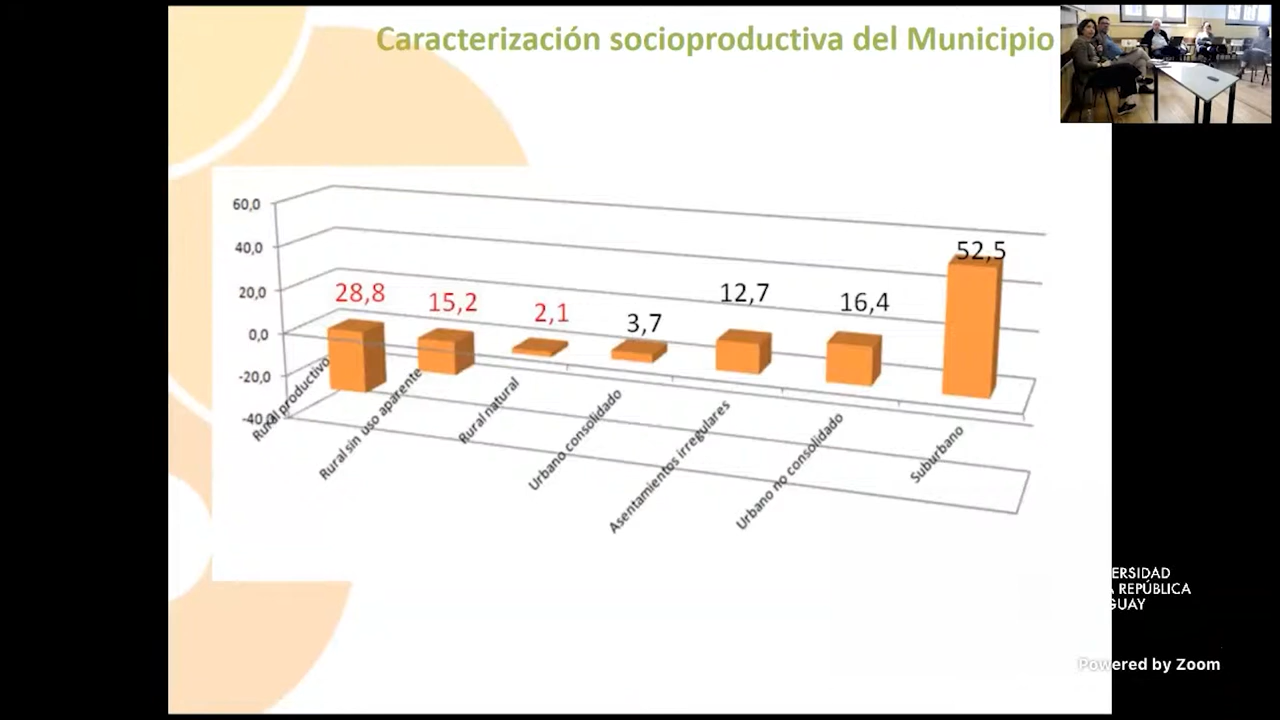 Caracterización socioproductiva del Municipio
60,0
40,0
20,0
0,0
-20,0
-40,0
28,8
15,2
2,1
3,7
12,7
16,4
52,5
Rural productivo
Rural sin uso aparente
Rural natural
Urbano consolidado
Asentamientos irregulares
Urbano no consolidado
Suburbano
ERSIDAD
A REPÚBLICA
GUAY
Powered by Zoom